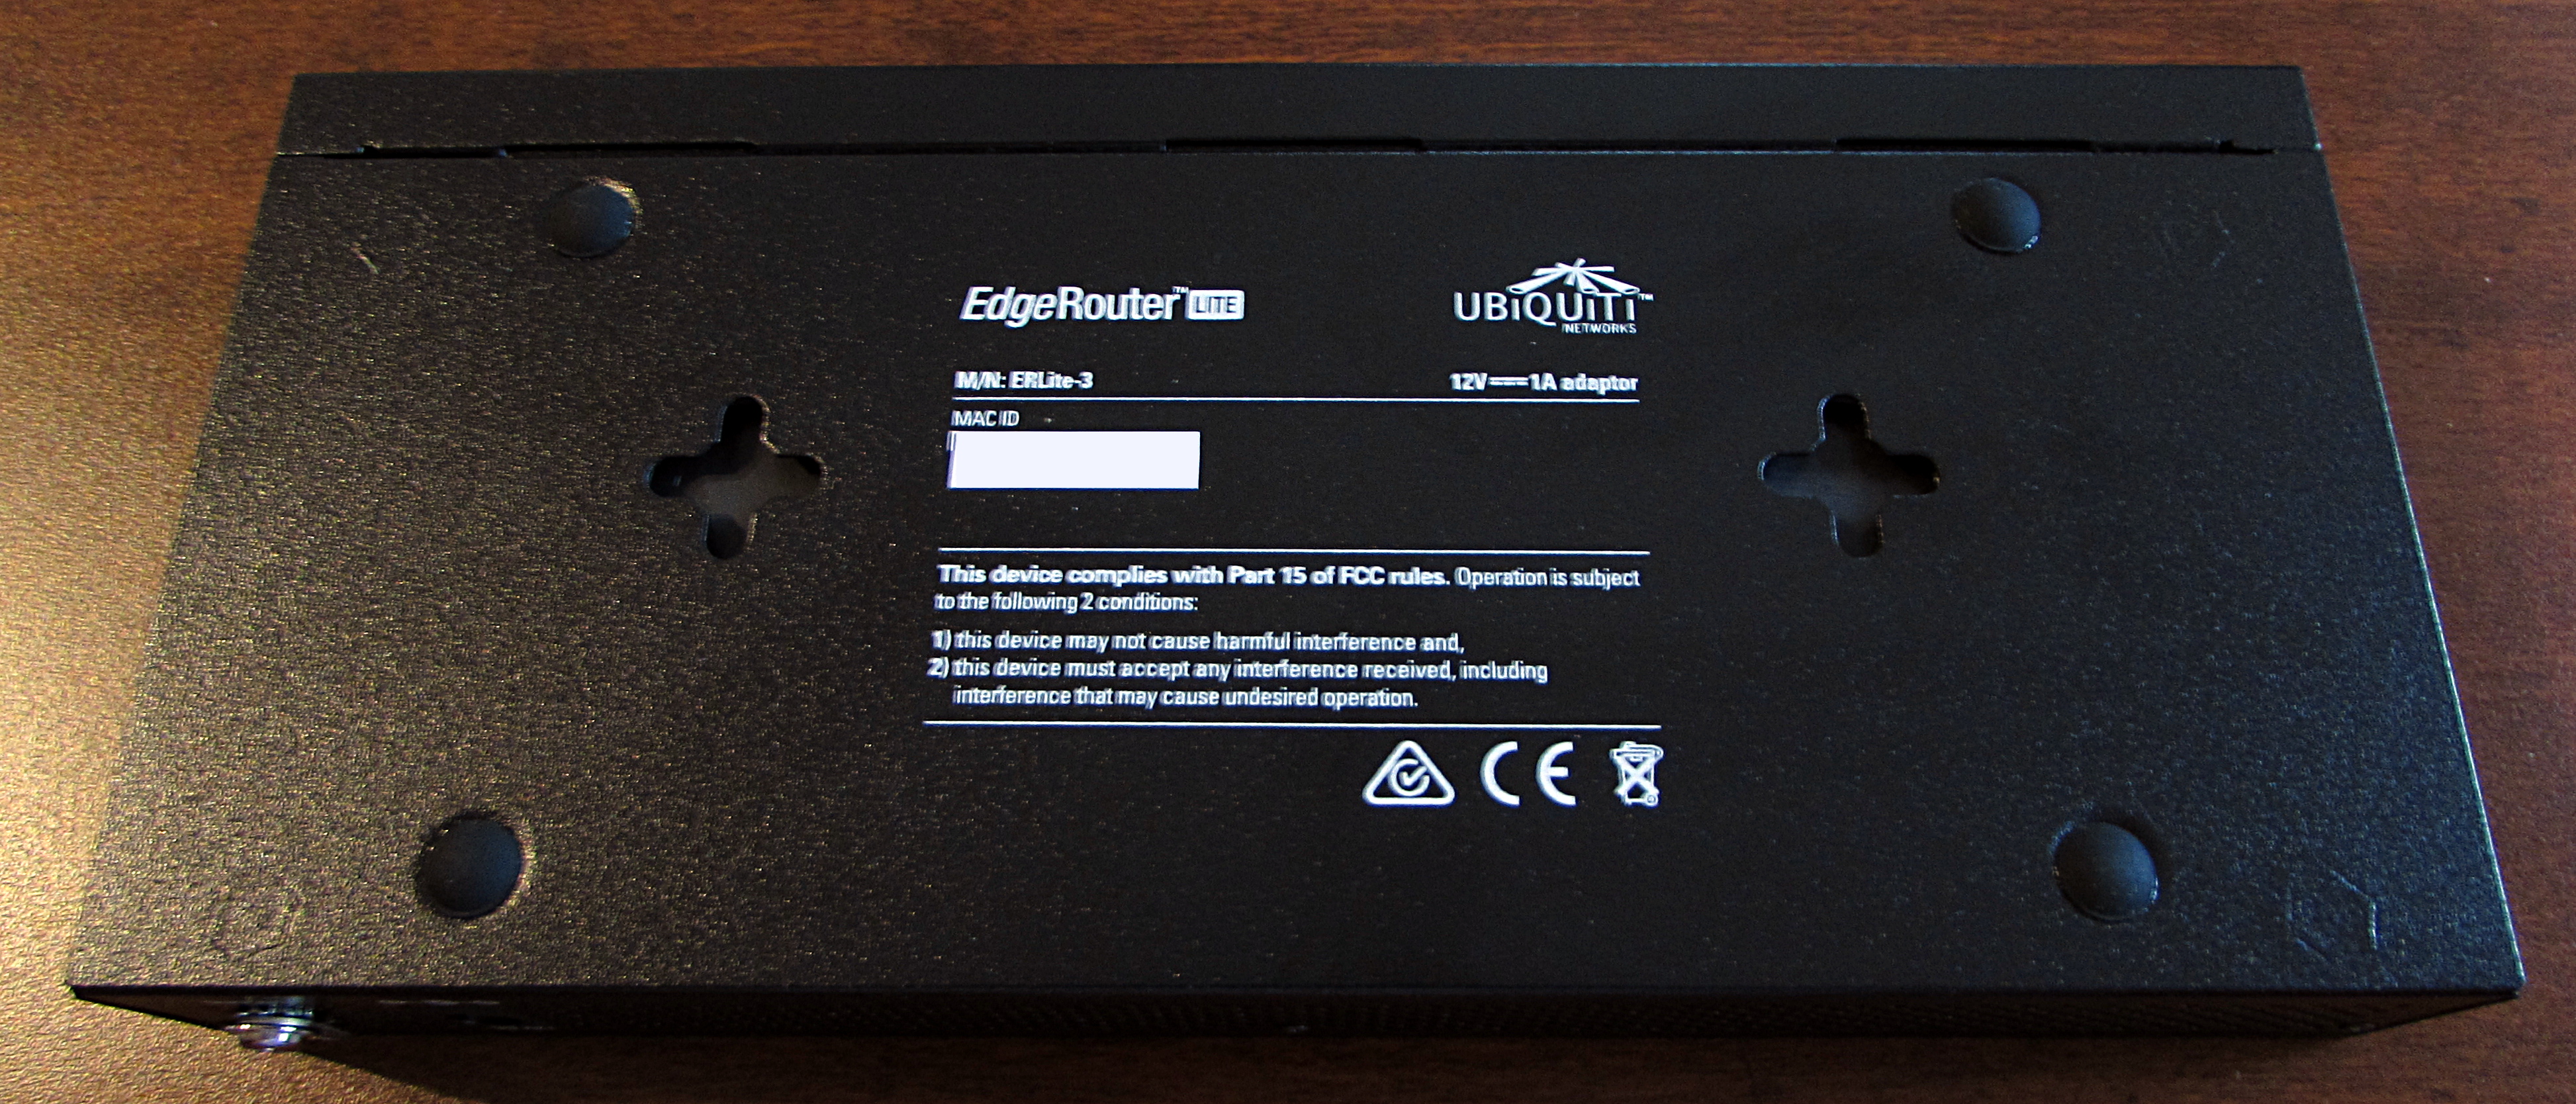 EdgeRouter™ LITE
UBiQUiTi™
NETWORKS
M/N: ERLite-3
12V⎓1A adaptor
MAC ID
This device complies with Part 15 of FCC rules. Operation is subject
to the following 2 conditions:
1) this device may not cause harmful interference and,
2) this device must accept any interference received, including
interference that may cause undesired operation.
CE